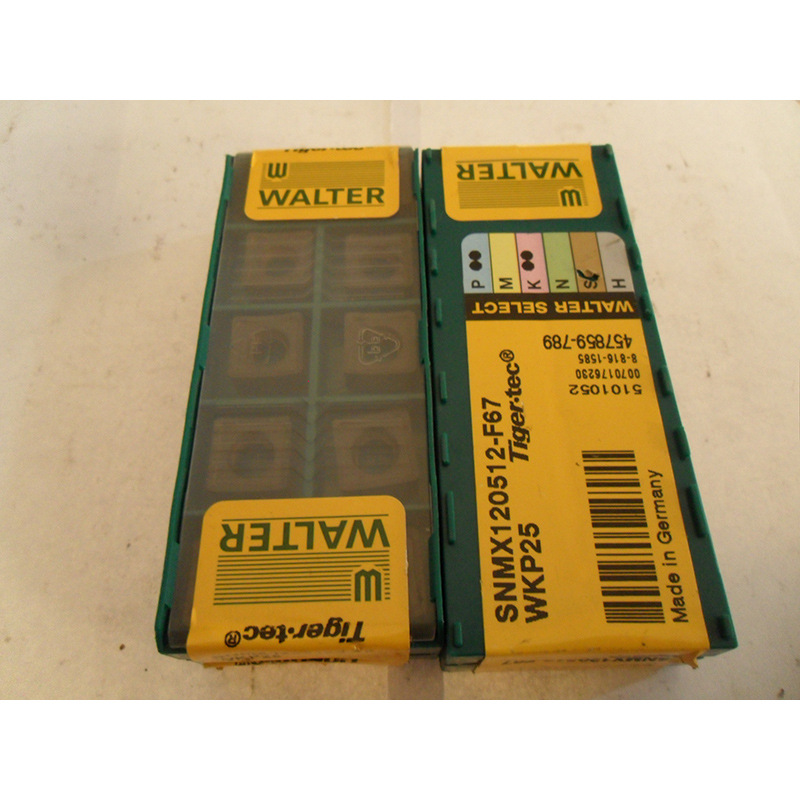 WALTER
WALTER
Tiger·tec®
WALTER
P
M
K
N
S
H
WALTER SELECT
457859-789
8-816-1585
0070176230
5101052
SNMX120512-F67
Tiger·tec®
WKP25
Made in Germany